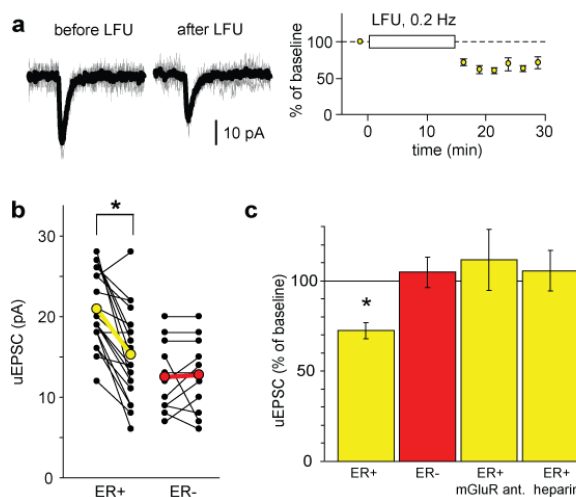 a
before LFU
after LFU
10 pA
LFU, 0.2 Hz
% of baseline
100
50
0
10
20
30
time (min)
b
*
uEPSC (pA)
30
20
10
0
ER+
ER-
c
uEPSC (% of baseline)
100
50
0
*
ER+
ER-
ER+
mGluR ant.
ER+
heparin